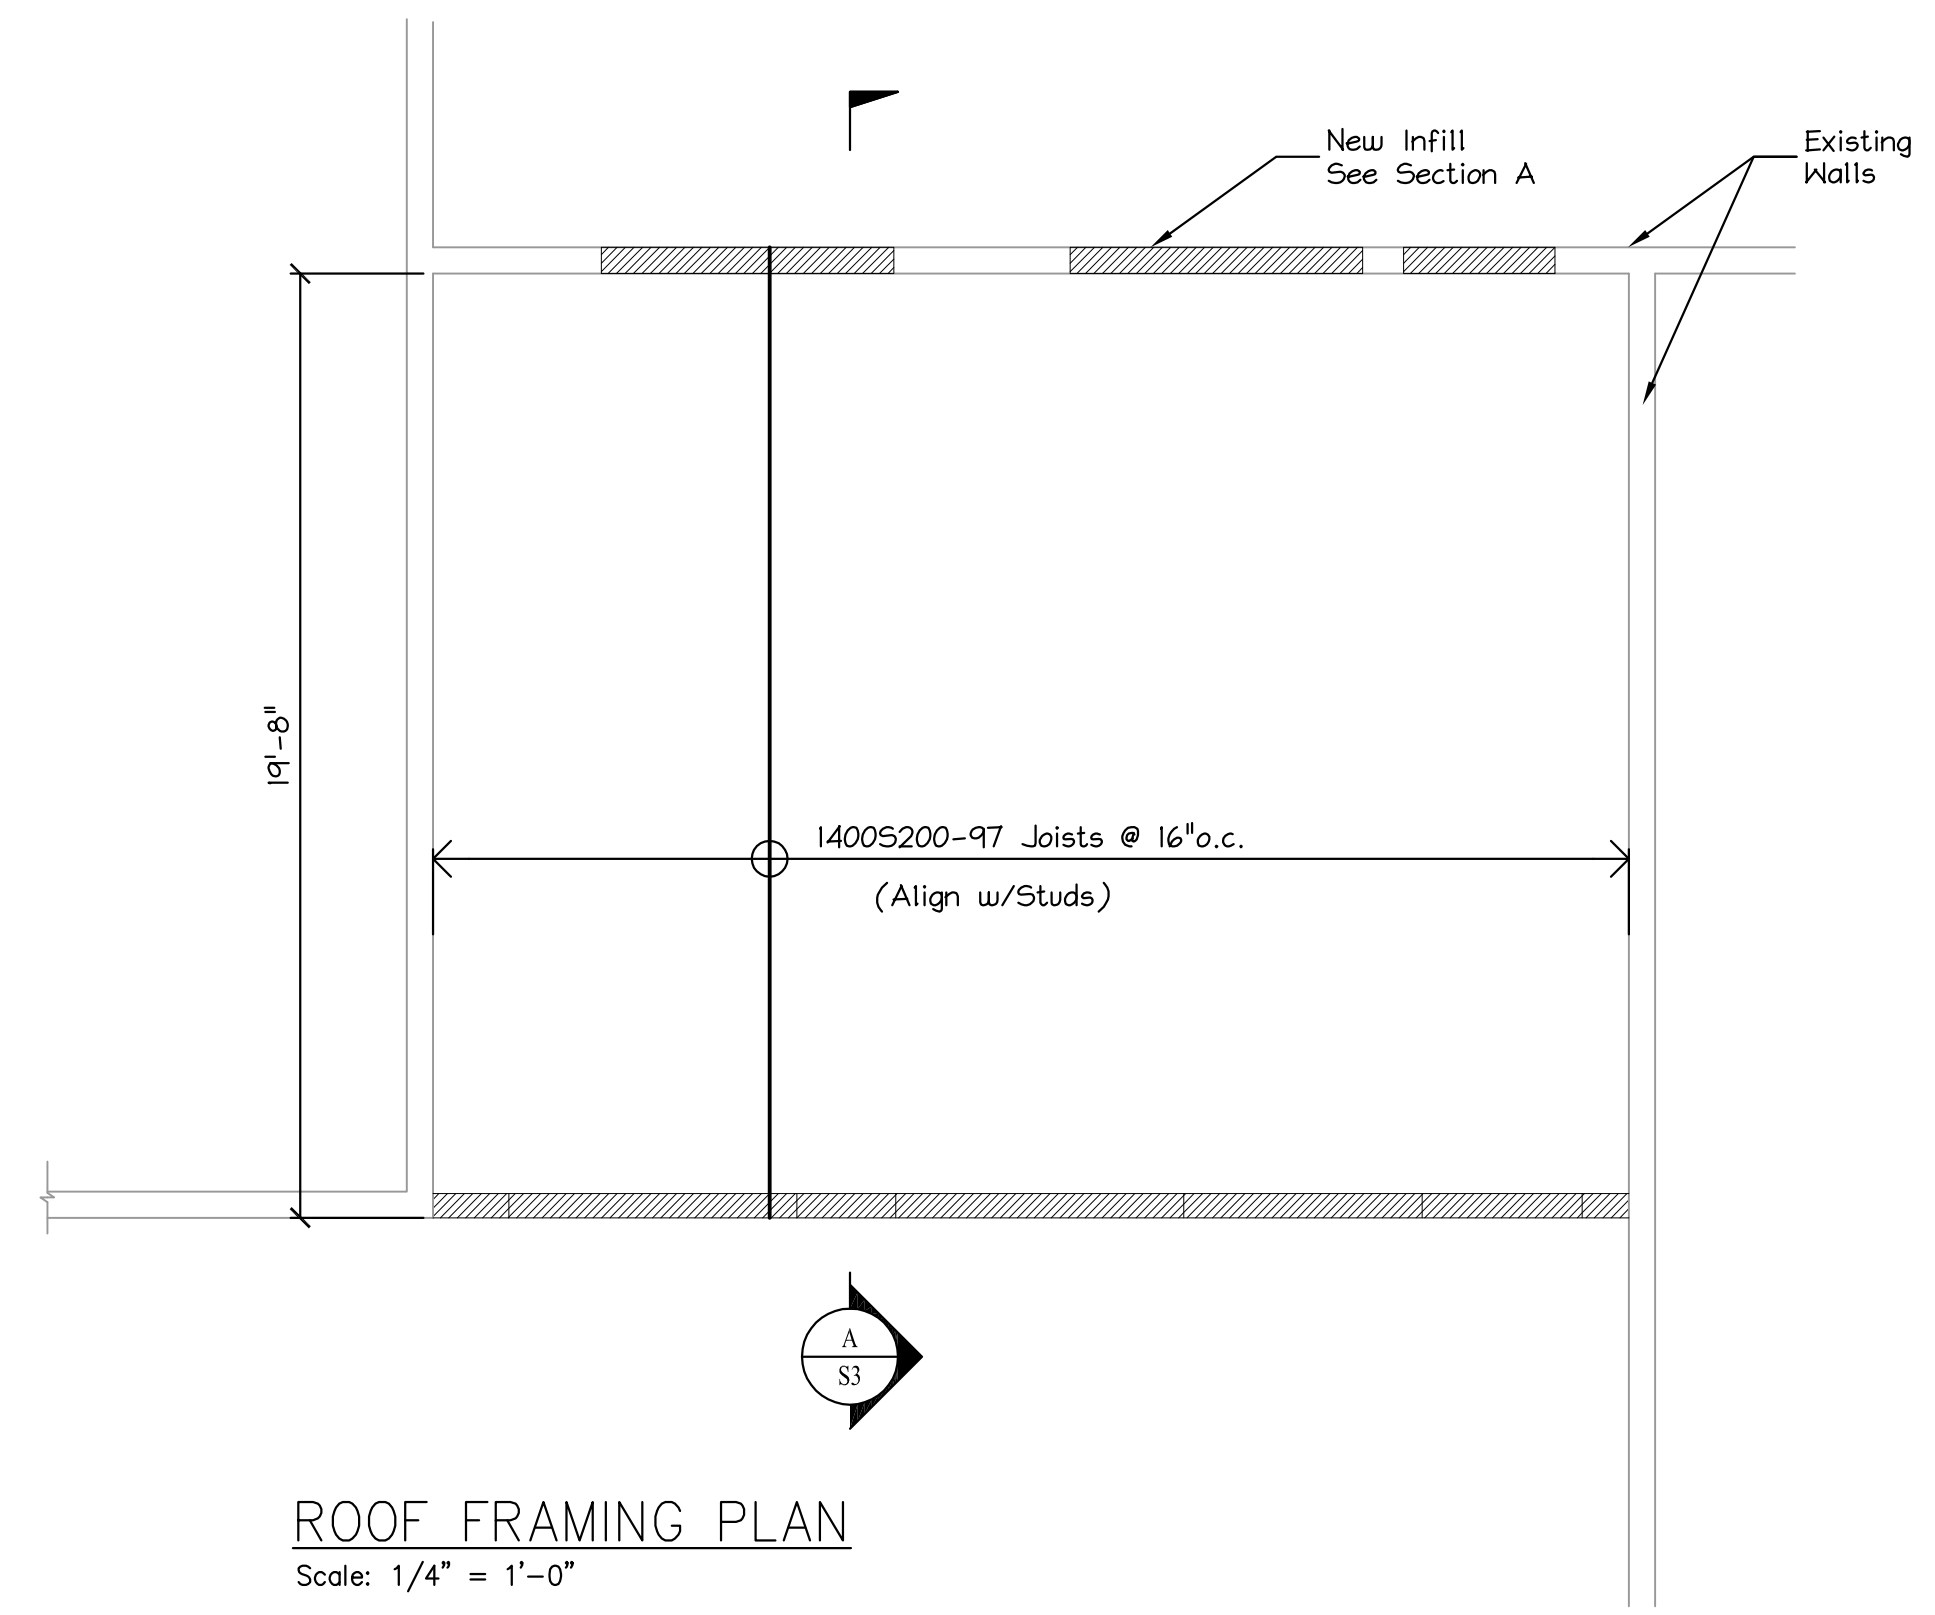 New Infill
See Section A
Existing
Walls
19'-8"
1400S200-97 Joists @ 16"o.c.
(Align w/Studs)
A
S3
ROOF FRAMING PLAN
Scale: 1/4" = 1'-0"